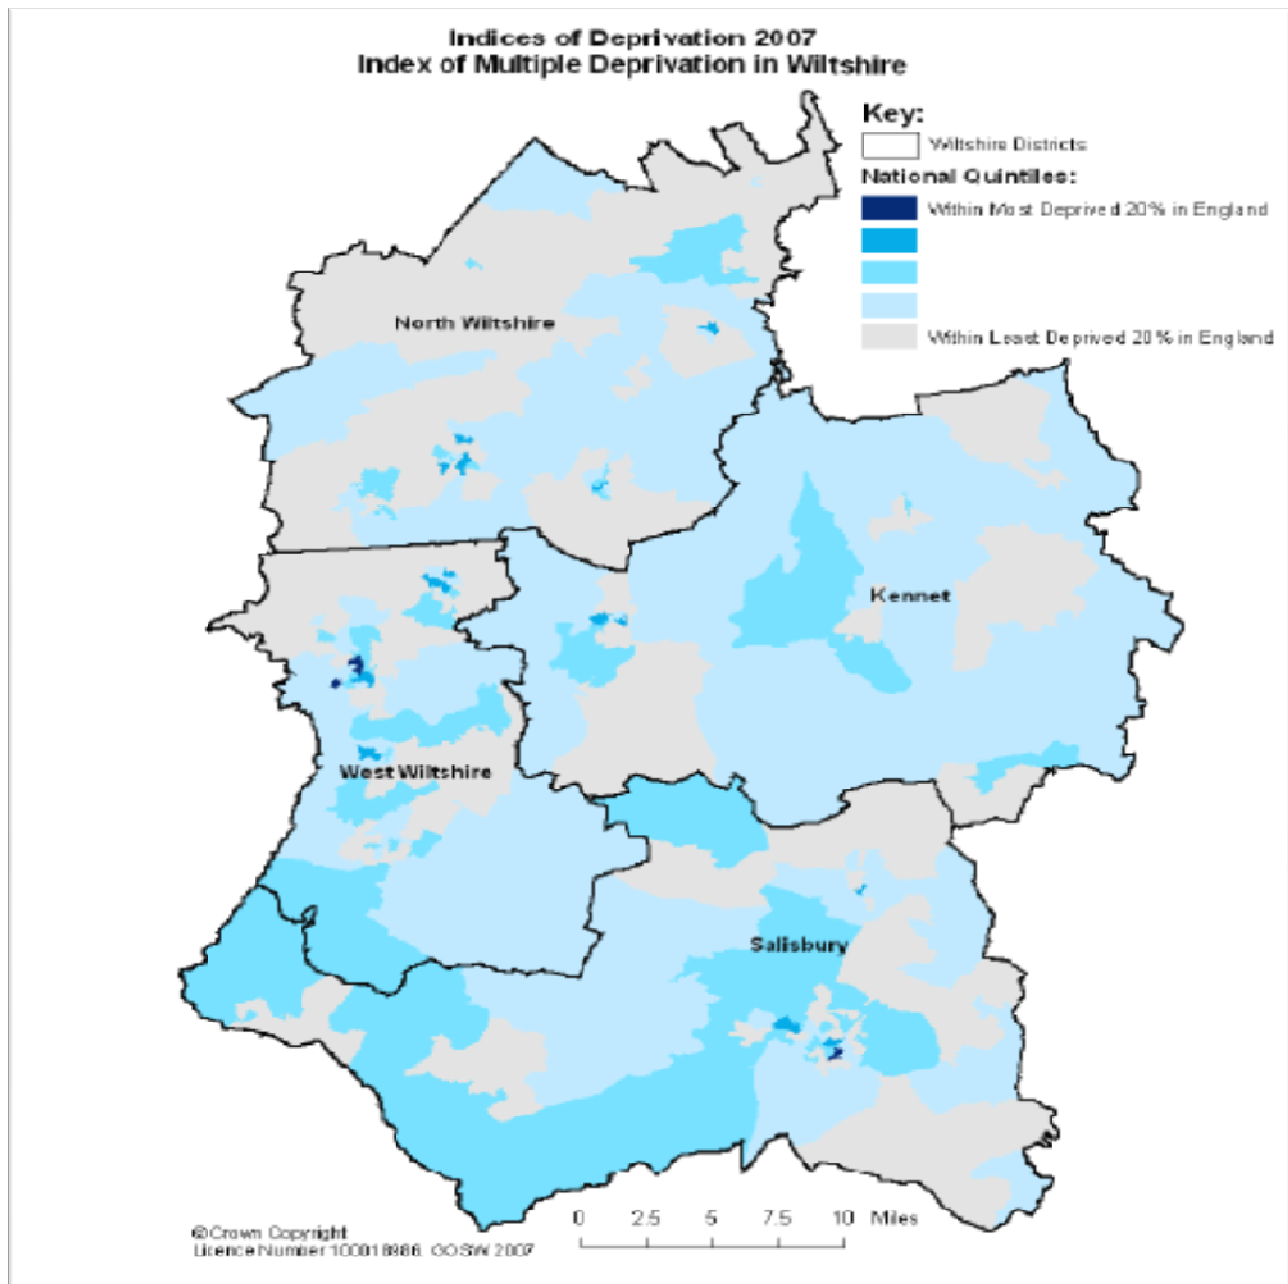 Indices of Deprivation 2007
Index of Multiple Deprivation in Wiltshire
Key:
Wiltshire Districts
National Quintiles:
Within Most Deprived 20% in England
Within Least Deprived 20% in England
North Wiltshire
Kennet
West Wiltshire
Salisbury
0 2.5 5 7.5 10 Miles
©Crown Copyright
Licence Number 100018986. GOSW 2007